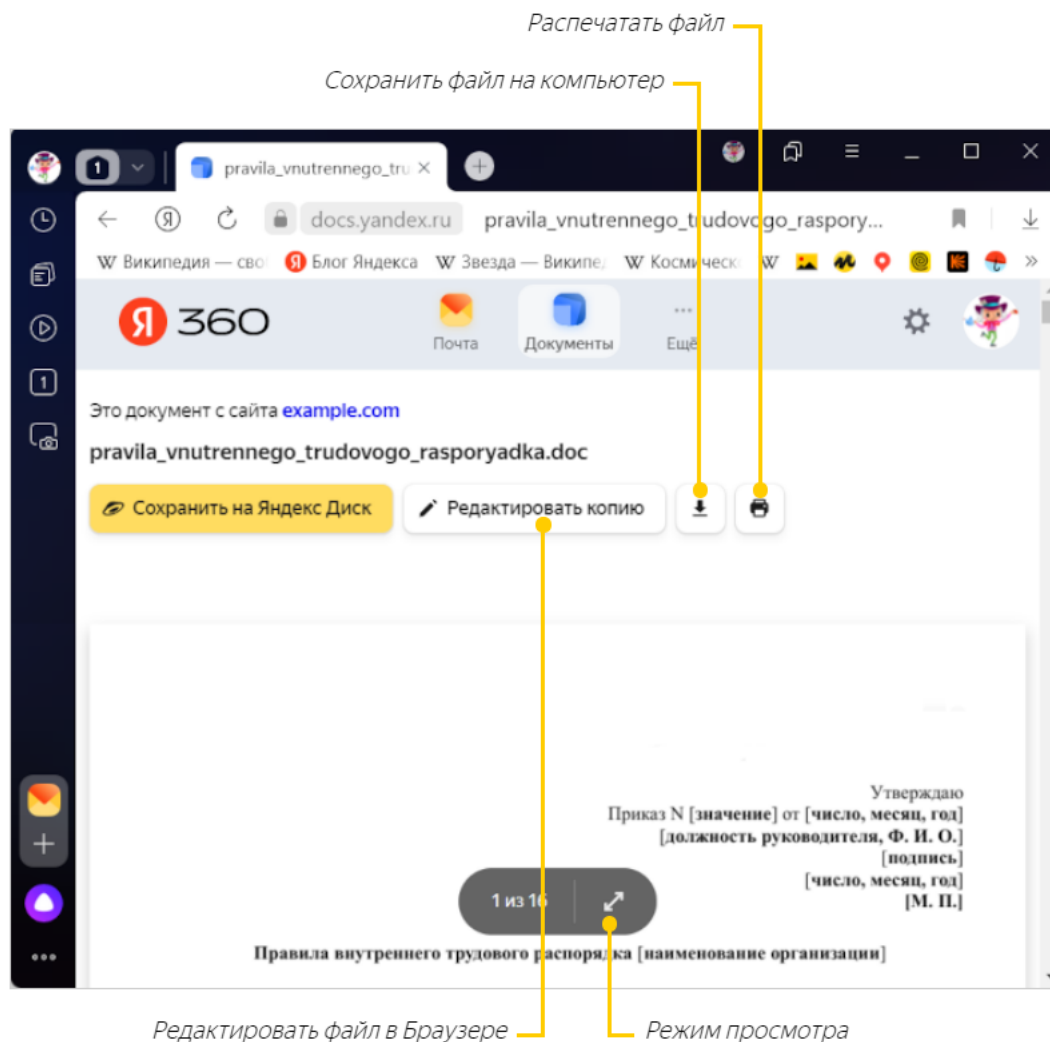 Распечатать файл
Сохранить файл на компьютер
1
pravila_vnutrennego_tru
Я docs.yandex.ru pravila_vnutrennego_trudovogo_raspory...
W Википедия — сво Я Блог Яндекса W Звезда — Википе W Космическ W »
Я 360
Почта Документы Ещё
1
Это документ с сайта example.com
pravila_vnutrennego_trudovogo_rasporyadka.doc
Сохранить на Яндекс Диск Редактировать копию
Утверждаю
Приказ N [значение] от [число, месяц, год]
[должность руководителя, Ф. И. О.]
[подпись]
[число, месяц, год]
[М. П.]
1 из 16
Правила внутреннего трудового распорядка [наименование организации]
Редактировать файл в Браузере
Режим просмотра